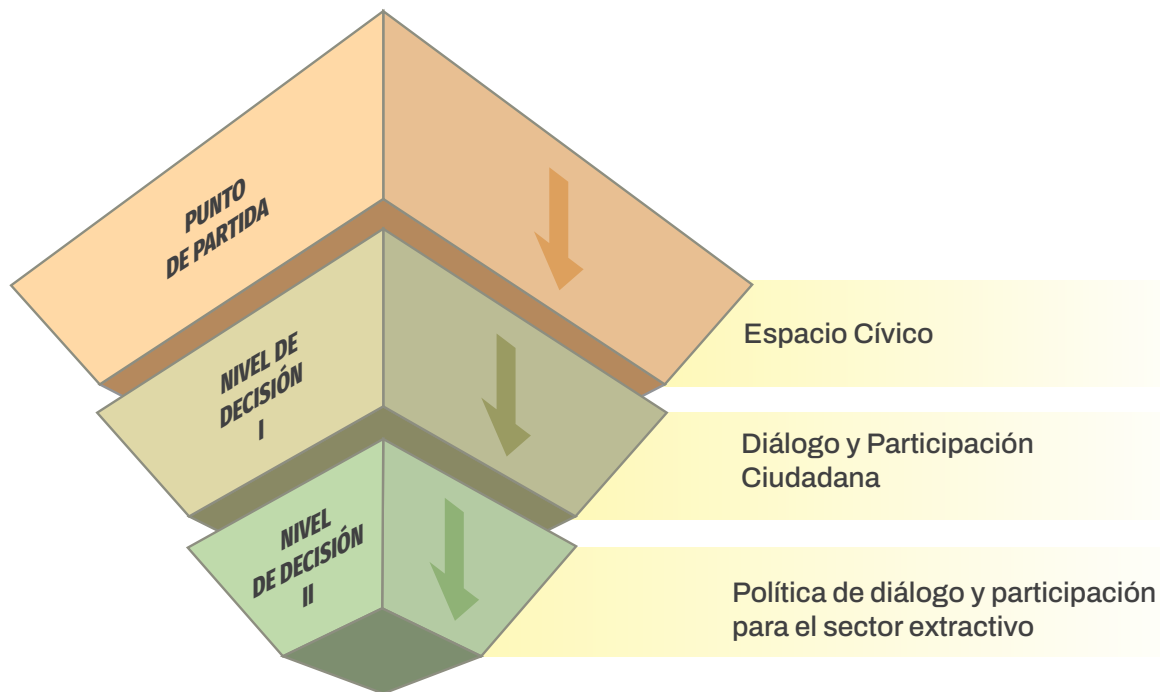 PUNTO
DE PARTIDA
Espacio Cívico
NIVEL DE
DECISIÓN
I
Diálogo y Participación
Ciudadana
NIVEL
DE DECISIÓN
II
Política de diálogo y participación
para el sector extractivo